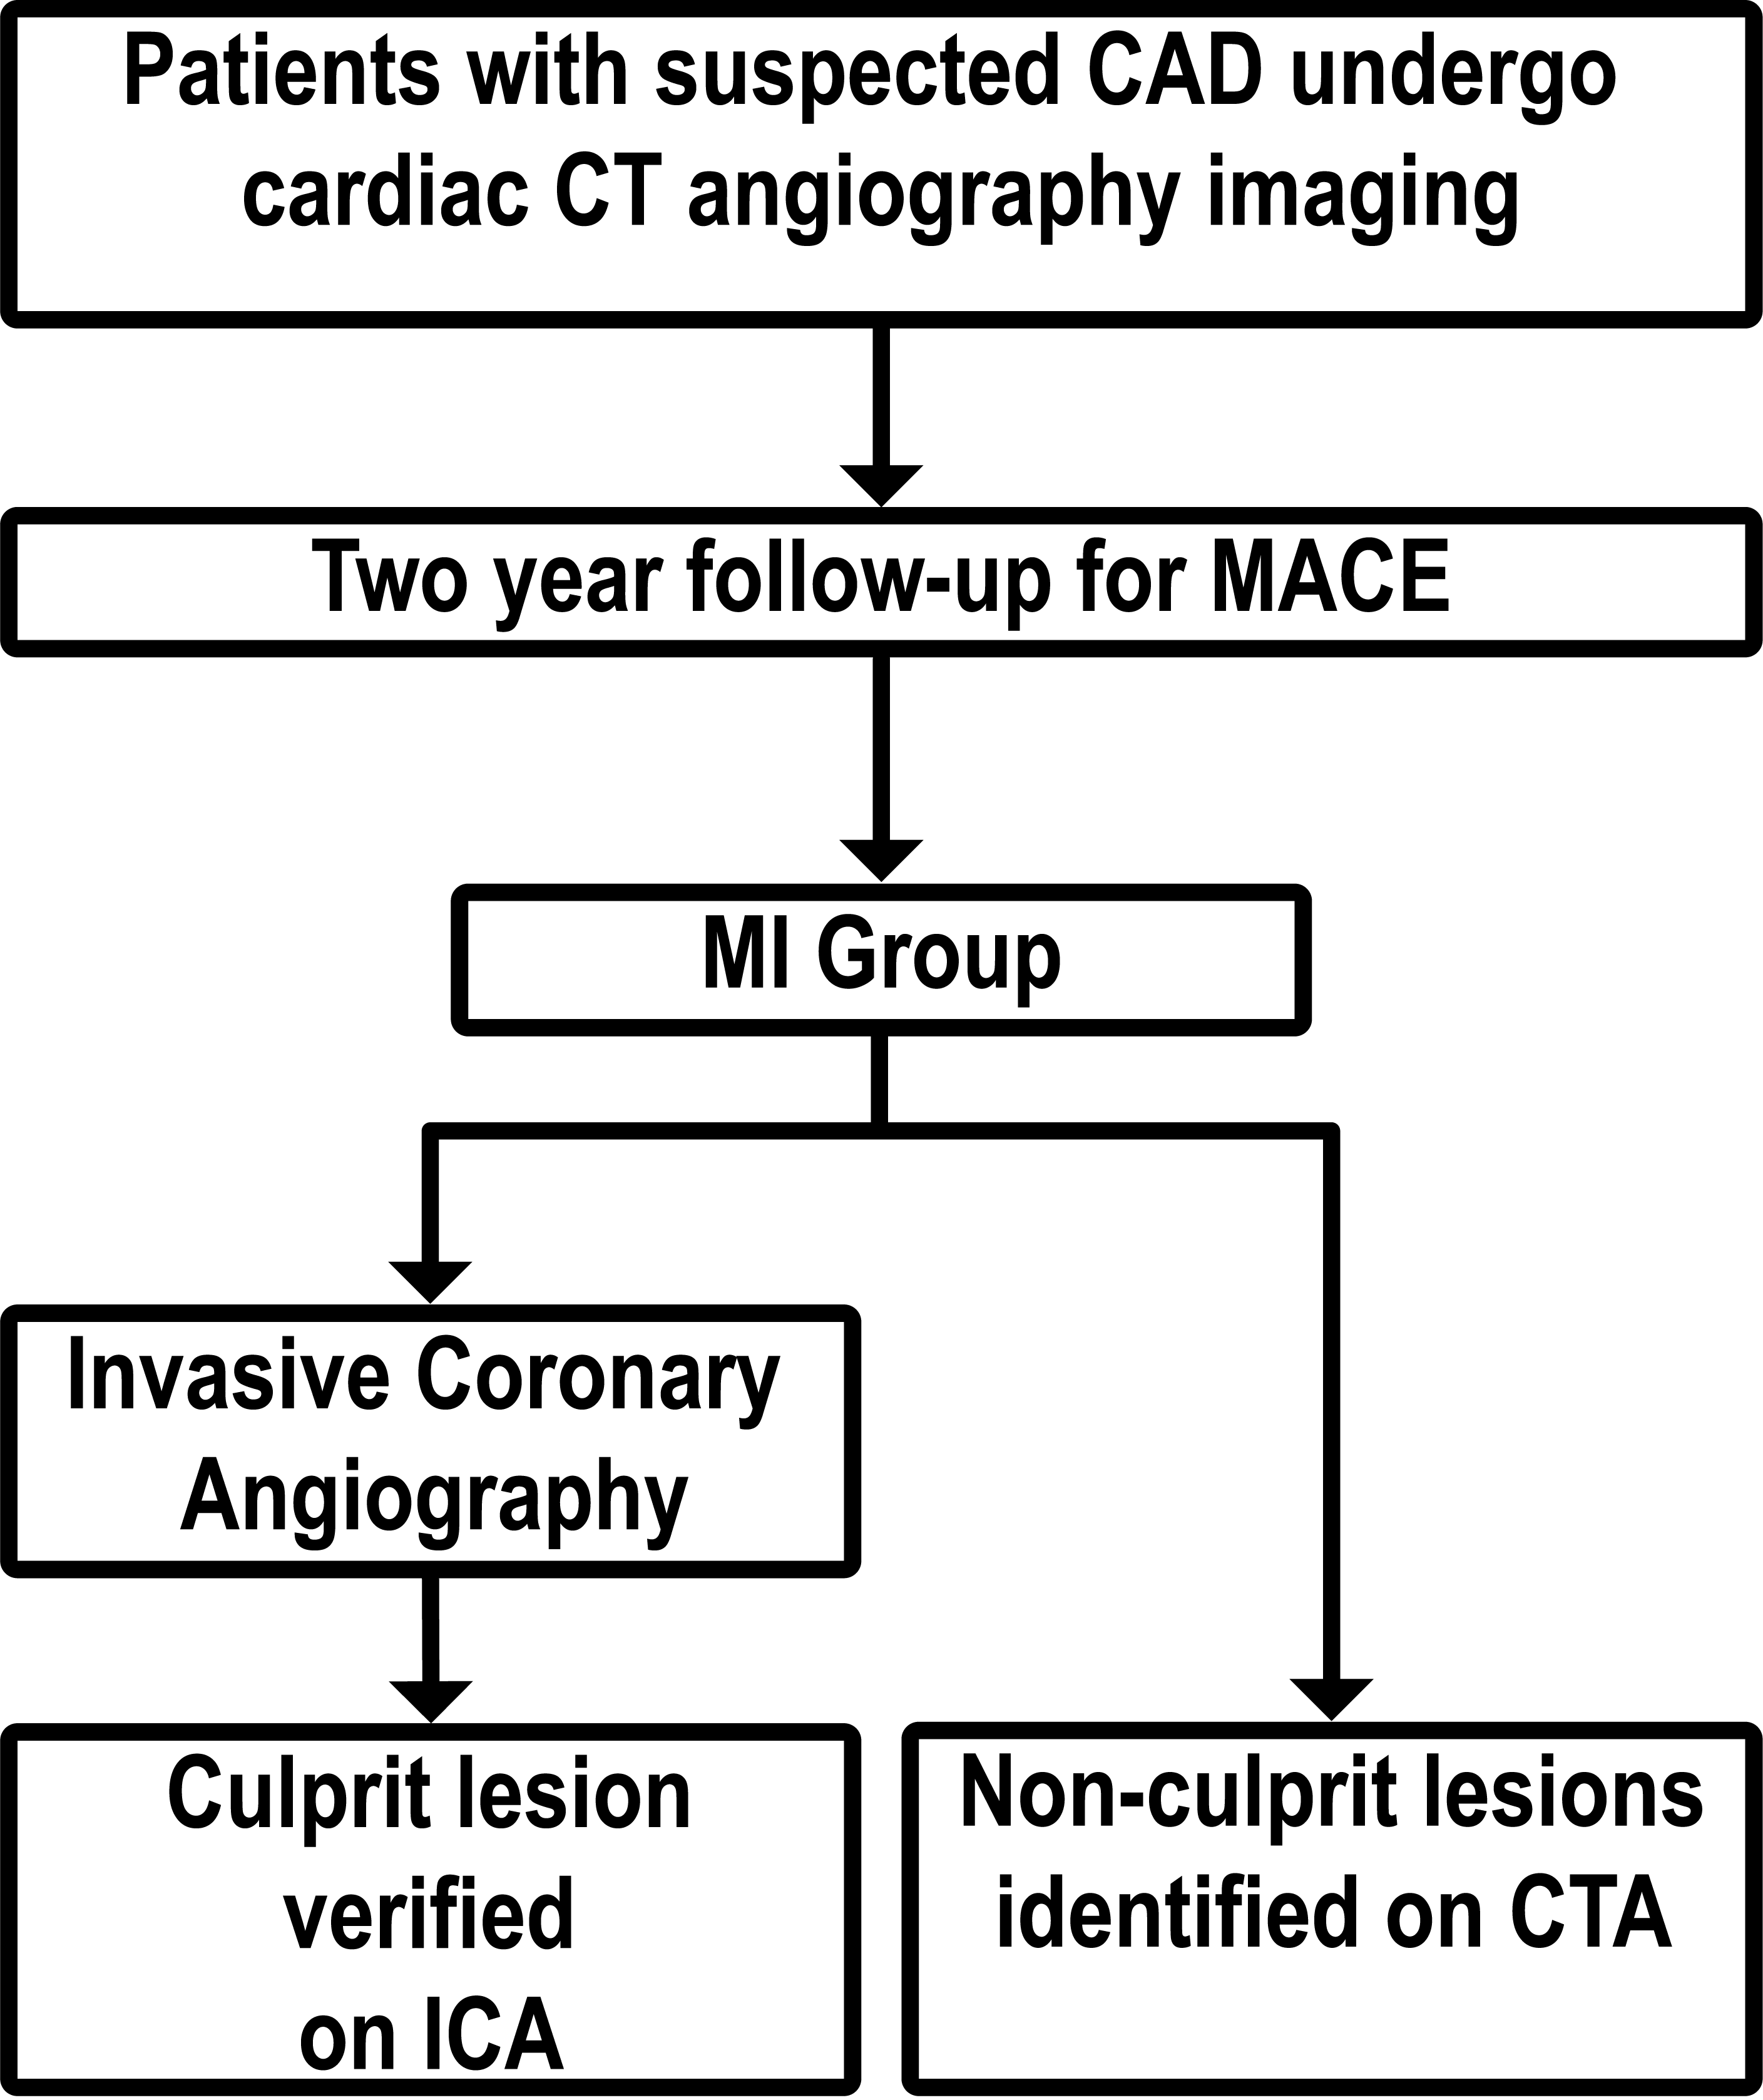 Patients with suspected CAD undergo
cardiac CT angiography imaging
Two year follow-up for MACE
MI Group
Invasive Coronary
Angiography
Culprit lesion
verified
on ICA
Non-culprit lesions
identified on CTA